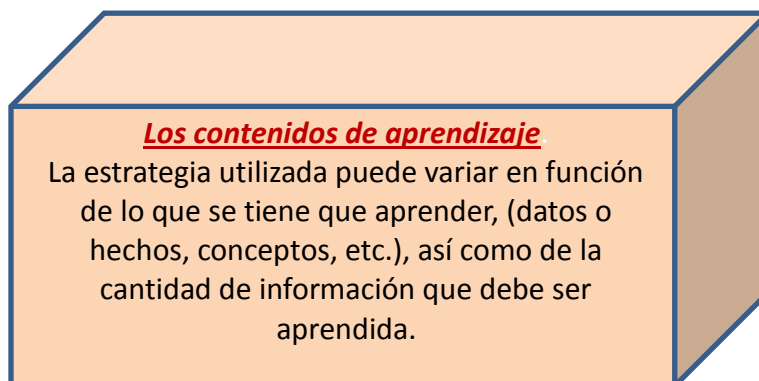 Los contenidos de aprendizaje.
La estrategia utilizada puede variar en función
de lo que se tiene que aprender, (datos o
hechos, conceptos, etc.), así como de la
cantidad de información que debe ser
aprendida.